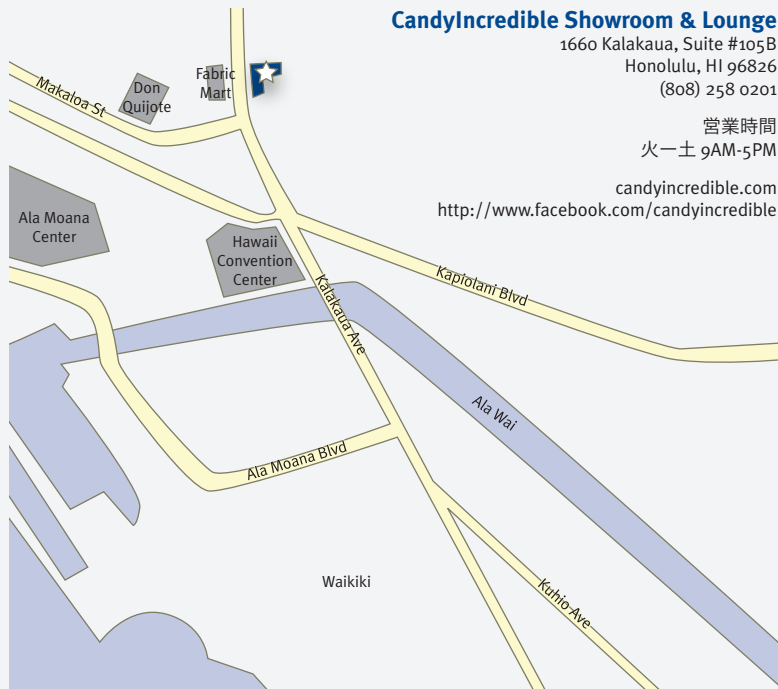 CandyIncredible Showroom & Lounge
1660 Kalakaua, Suite #105B
Honolulu, HI 96826
(808) 258 0201
営業時間
火一土 9AM-5PM
candyincredible.com
http://www.facebook.com/candyincredible
Makaloa St
Don
Quijote
Fabric
Mart
Ala Moana
Center
Hawaii
Convention
Center
Kalakaua Ave
Kapiolani Blvd
Ala Wai
Ala Moana Blvd
Waikiki
Kuhio Ave